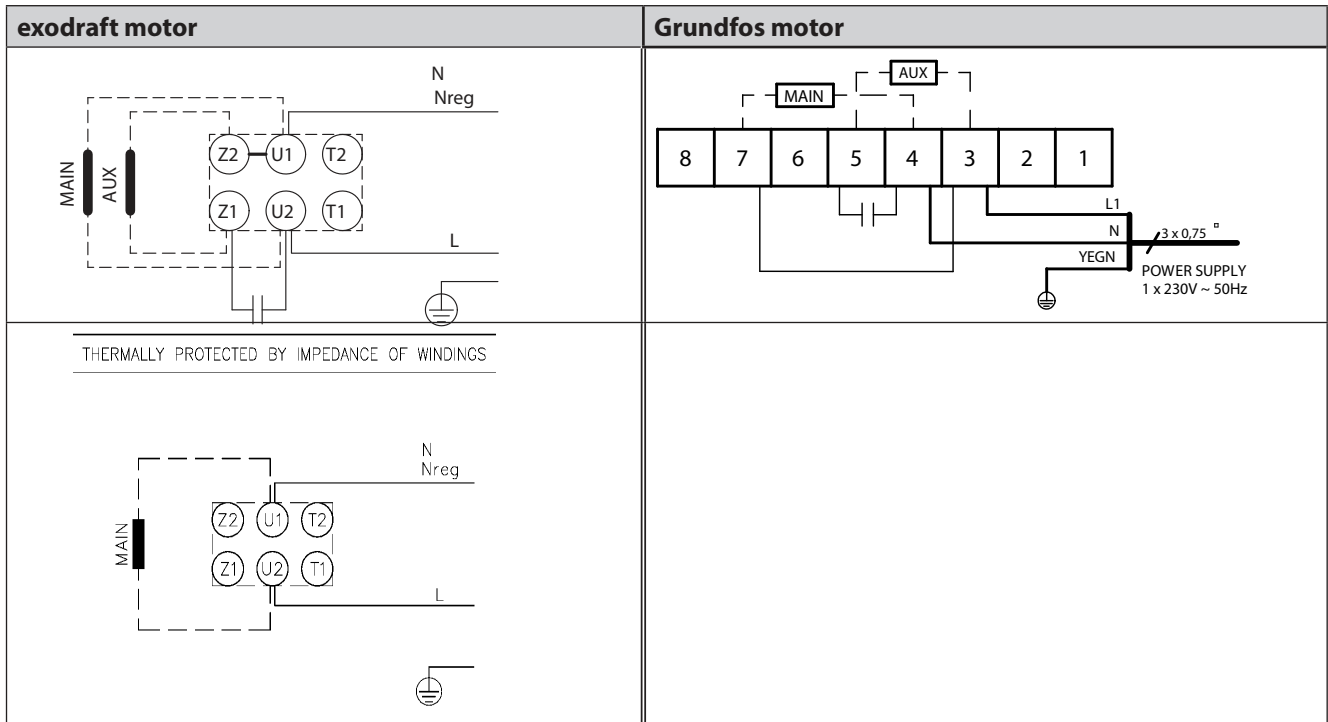 exodraft motor
Grundfos motor
N
Nreg
MAIN
AUX
Z2 U1 T2
Z1 U2 T1
L
AUX
MAIN
8 7 6 5 4 3 2 1
L1
N
3 x 0,75 ¤
YEGN
POWER SUPPLY
1 x 230V ~ 50Hz
THERMALLY PROTECTED BY IMPEDANCE OF WINDINGS
N
Nreg
MAIN
Z2 U1 T2
Z1 U2 T1
L